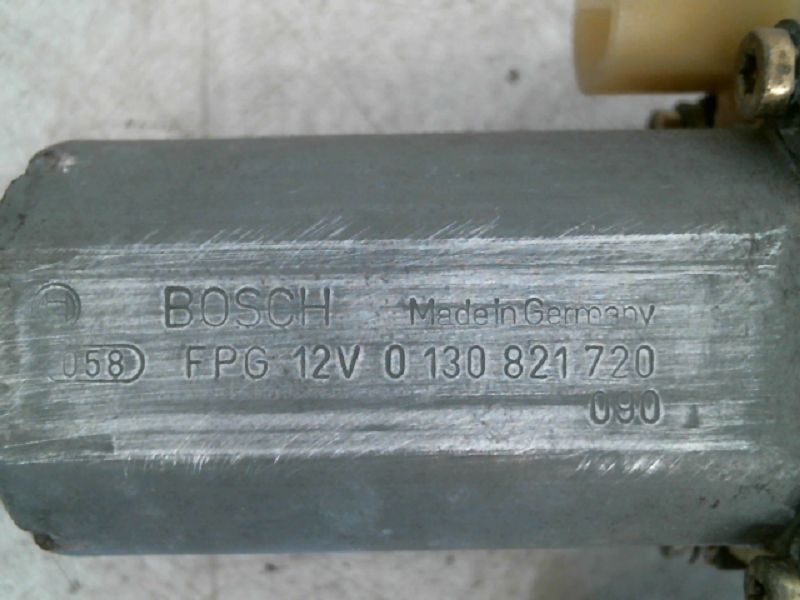 BOSCH Made in Germany
058 FPG 12V 0 130 821 720
090